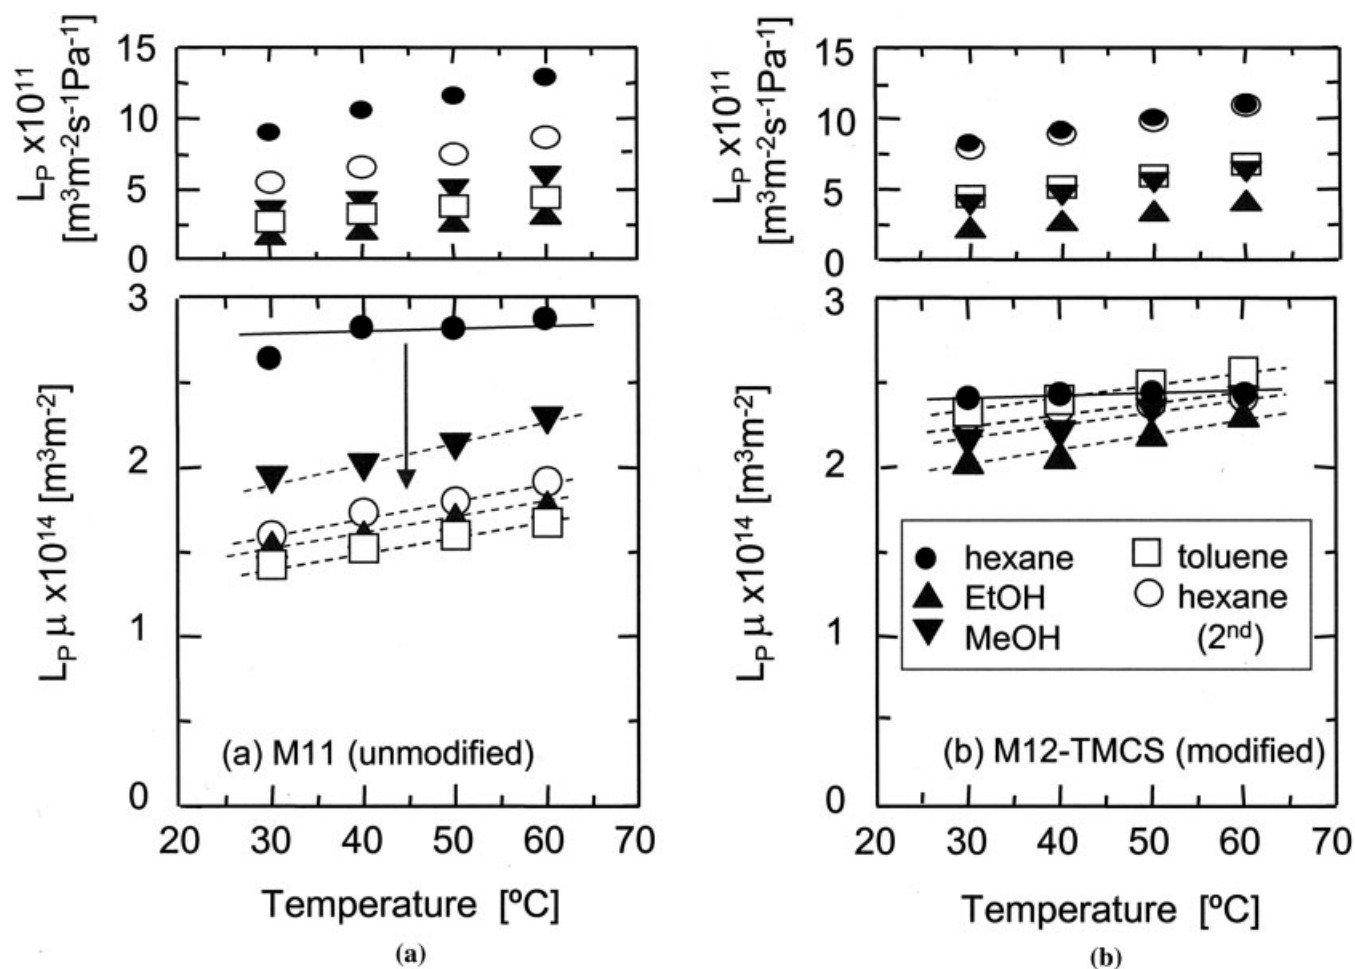 L_P x10^11
[m^3m^-2s^-1Pa^-1]
15
10
5
0
L_P μ x10^14 [m^3m^-2]
3
2
1
0
(a) M11 (unmodified)
20 30 40 50 60 70
Temperature [ºC]
(a)
L_P x10^11
[m^3m^-2s^-1Pa^-1]
15
10
5
0
L_P μ x10^14 [m^3m^-2]
3
2
1
0
hexane
EtOH
MeOH
toluene
hexane
(2^nd)
(b) M12-TMCS (modified)
20 30 40 50 60 70
Temperature [ºC]
(b)